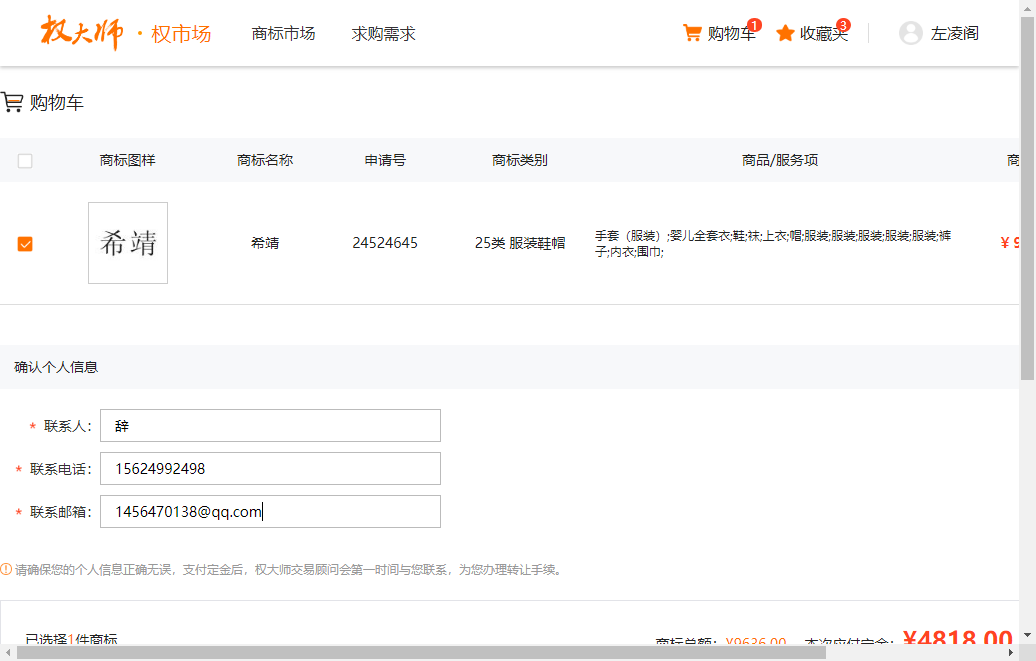 权大师·权市场 商标市场 求购需求 购物车 1 收藏夹 3 左凌阁
购物车
商标图样 商标名称 申请号 商标类别 商品/服务项 商
希靖 希靖 24524645 25类 服装鞋帽 手套（服装）;婴儿全套衣;鞋;袜;上衣;帽;服装;服装;服装;服装;服装;裤 ¥ 9
子;内衣;围巾;
确认个人信息
* 联系人: 辞
* 联系电话: 15624992498
* 联系邮箱: 1456470138@qq.com
请确保您的个人信息正确无误，支付定金后，权大师交易顾问会第一时间与您联系，为您办理转让手续。
已选择1件商标 商标总额: ¥9636.00 本次应付定金: ¥4818.00